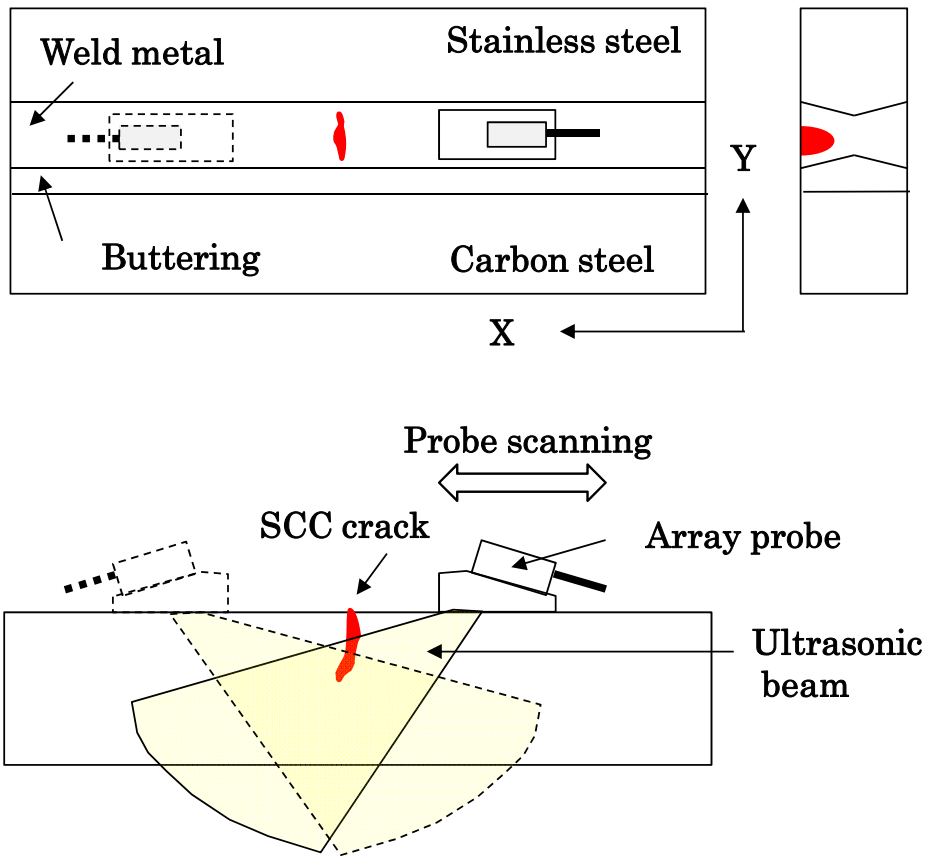 Stainless steel
Weld metal
Y
Buttering
Carbon steel
X
Probe scanning
SCC crack
Array probe
Ultrasonic
beam